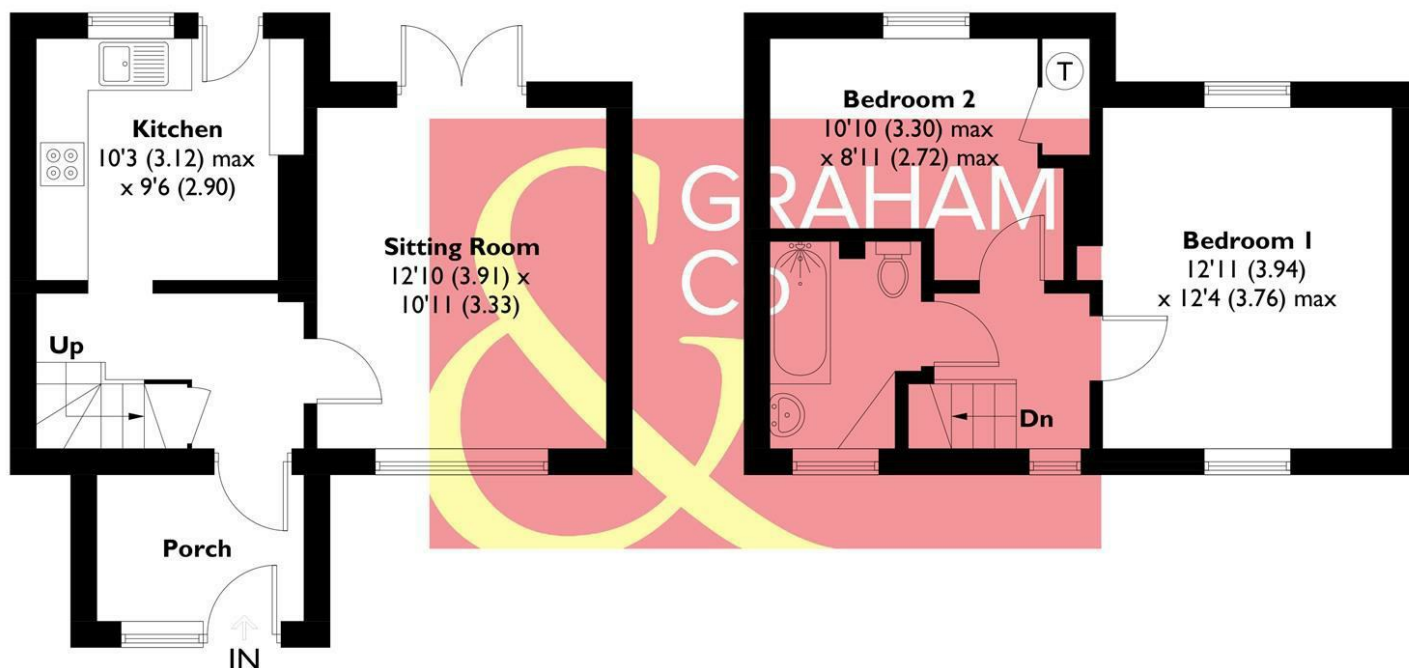 Kitchen
10'3 (3.12) max
x 9'6 (2.90)
Sitting Room
12'10 (3.91) x
10'11 (3.33)
Up
Porch
IN
Bedroom 2
10'10 (3.30) max
x 8'11 (2.72) max
T
Bedroom 1
12'11 (3.94)
x 12'4 (3.76) max
Dn
&
GRAHAM
Co